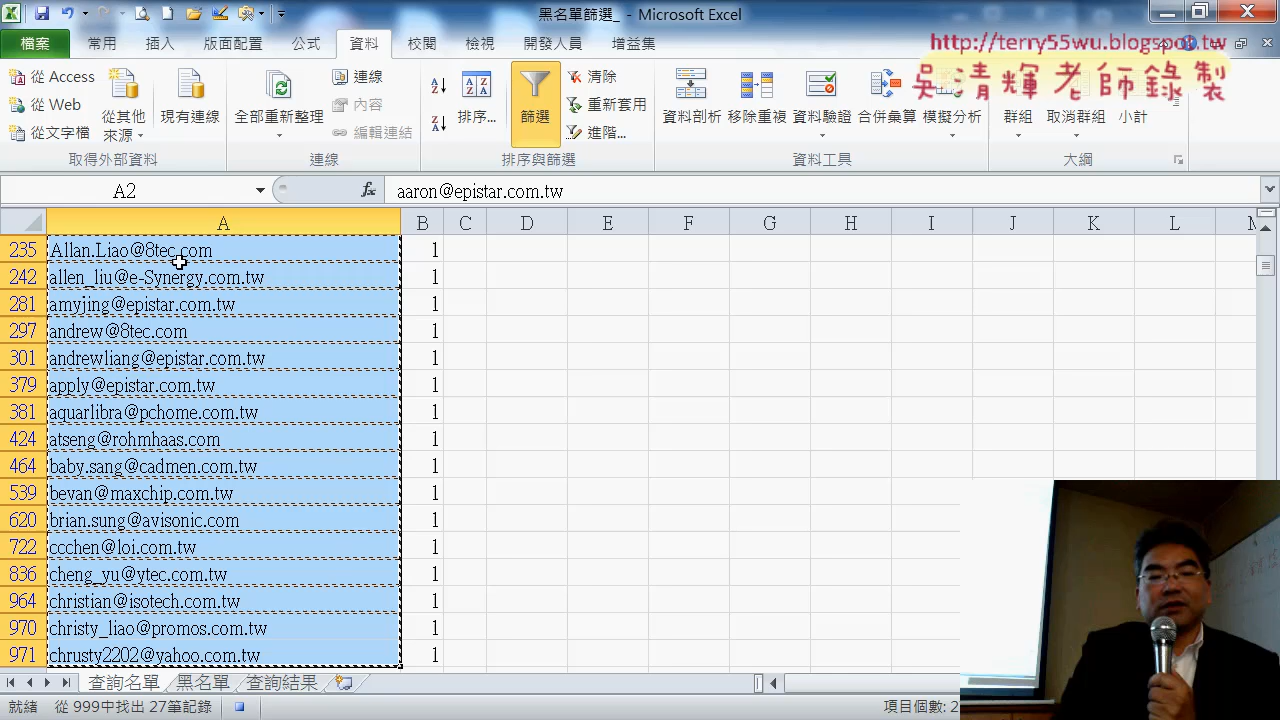 黑名單篩選_ - Microsoft Excel
http://terry55wu.blogspot.tw
吳清輝老師錄製
檔案 常用 插入 版面配置 公式 資料 校閱 檢視 開發人員 增益集
從 Access
從 Web
從文字檔
從其他來源
現有連線
取得外部資料
全部重新整理
連線
內容
編輯連結
連線
排序...
篩選
清除
重新套用
進階...
排序與篩選
資料剖析 移除重複 資料驗證 合併彙算 模擬分析
資料工具
群組 取消群組 小計
大綱
A2 fx aaron@epistar.com.tw
A B C D E F G H I J K L M
235 Allan.Liao@8tec.com 1
242 allen_liu@e-Synergy.com.tw 1
281 amyjing@epistar.com.tw 1
297 andrew@8tec.com 1
301 andrewliang@epistar.com.tw 1
379 apply@epistar.com.tw 1
381 aquarlibra@pchome.com.tw 1
424 atseng@rohmhaas.com 1
464 baby.sang@cadmen.com.tw 1
539 bevin@maxchip.com.tw 1
620 brian.sung@avisonic.com 1
722 ccchen@loi.com.tw 1
836 cheng_yu@ytec.com.tw 1
964 christian@isotech.com.tw 1
970 christy_liao@promos.com.tw 1
971 chrusty2202@yahoo.com.tw 1
查詢名單 黑名單 查詢結果
項目個數: 2